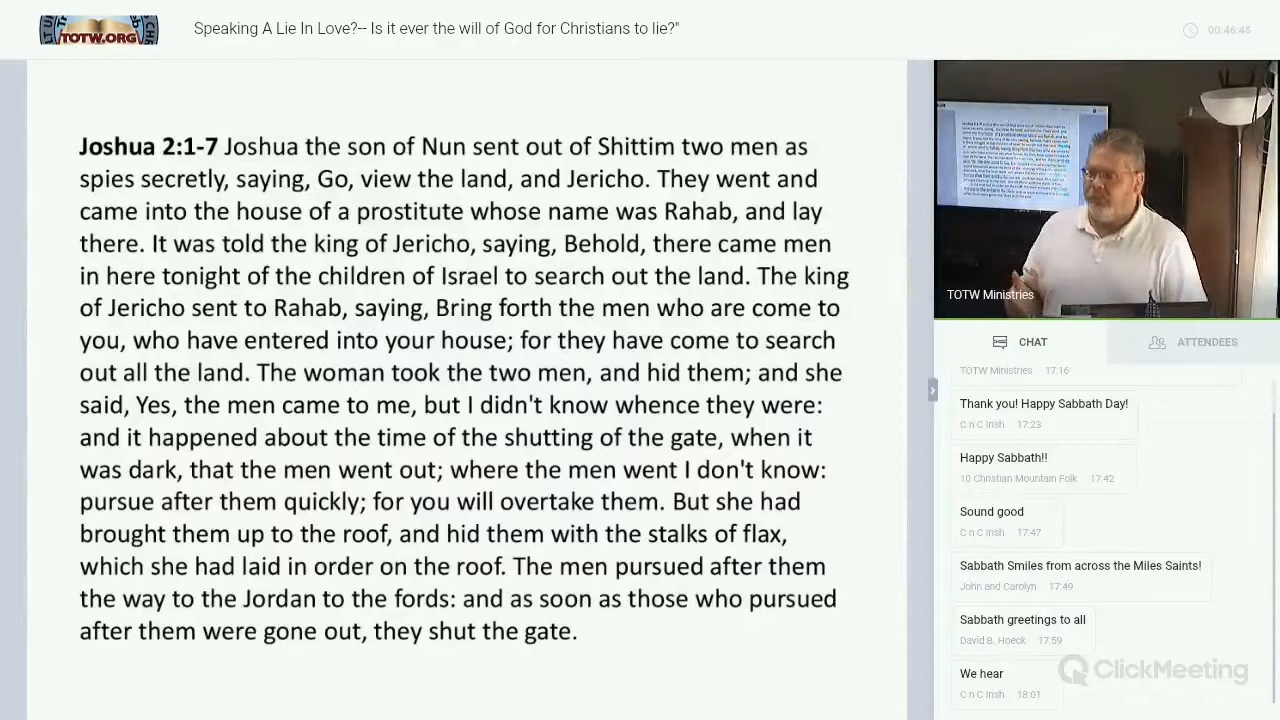 TOTW.ORG
Speaking A Lie In Love?-- Is it ever the will of God for Christians to lie?"
00:46:48
Joshua 2:1-7 Joshua the son of Nun sent out of Shittim two men as
spies secretly, saying, Go, view the land, and Jericho. They went and
came into the house of a prostitute whose name was Rahab, and lay
there. It was told the king of Jericho, saying, Behold, there came men
in here tonight of the children of Israel to search out the land. The king
of Jericho sent to Rahab, saying, Bring forth the men who are come to
you, who have entered into your house; for they have come to search
out all the land. The woman took the two men, and hid them; and she
said, Yes, the men came to me, but I didn't know whence they were:
and it happened about the time of the shutting of the gate, when it
was dark, that the men went out; where the men went I don't know:
pursue after them quickly; for you will overtake them. But she had
brought them up to the roof, and hid them with the stalks of flax,
which she had laid in order on the roof. The men pursued after them
the way to the Jordan to the fords: and as soon as those who pursued
after them were gone out, they shut the gate.
TOTW Ministries
CHAT
ATTENDEES
TOTW Ministries 17:16
Thank you! Happy Sabbath Day!
C n C Irish 17:23
Happy Sabbath!!
10 Christian Mountain Folk 17:42
Sound good
C n C Irish 17:47
Sabbath Smiles from across the Miles Saints!
John and Carolyn 17:49
Sabbath greetings to all
David B. Hoeck 17:59
We hear
C n C Irish 18:01
ClickMeeting